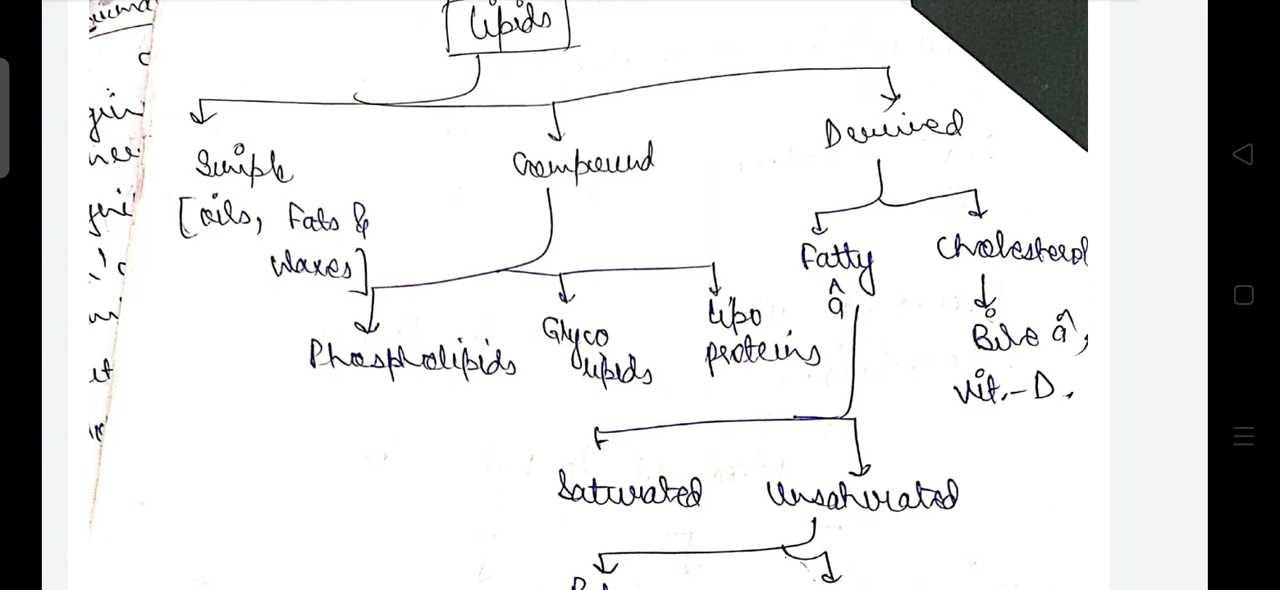 Lipids
Simple
[oils, Fats &
Waxes]
Compound
Derived
Phospholipids
Glyco
lipids
Lipo
proteins
Fatty
â
Cholesterol
Bile â,
vit.-D.
Saturated
Unsaturated